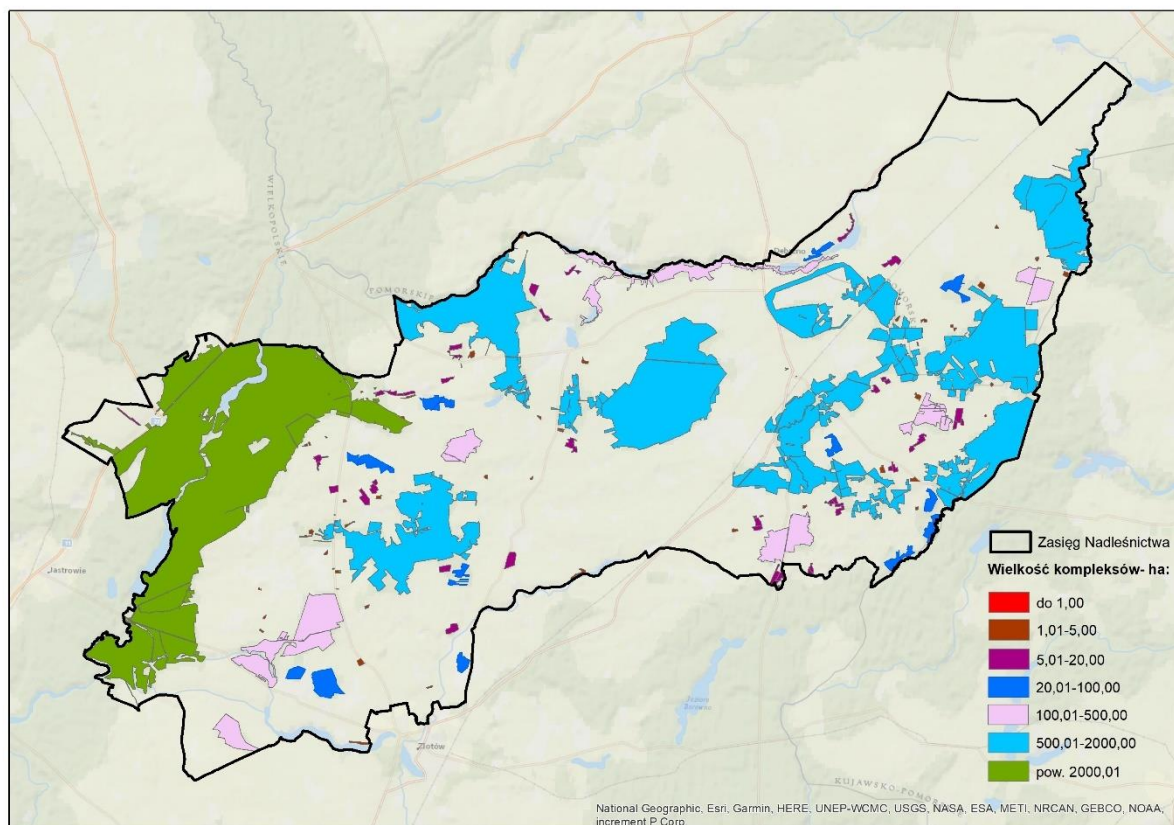 WIELKOPOLSKIE
POMORSKIE
Debrzno
POMORSKIE
Jastrowie
Złotów
Zasięg Nadleśnictwa
Wielkość kompleksów- ha:
do 1,00
1,01-5,00
5,01-20,00
20,01-100,00
100,01-500,00
500,01-2000,00
pow. 2000,01
KUJAWSKO-POMORSKIE
National Geographic, Esri, Garmin, HERE, UNEP-WCMC, USGS, NASA, ESA, METI, NRCAN, GEBCO, NOAA,
increment P Corp.